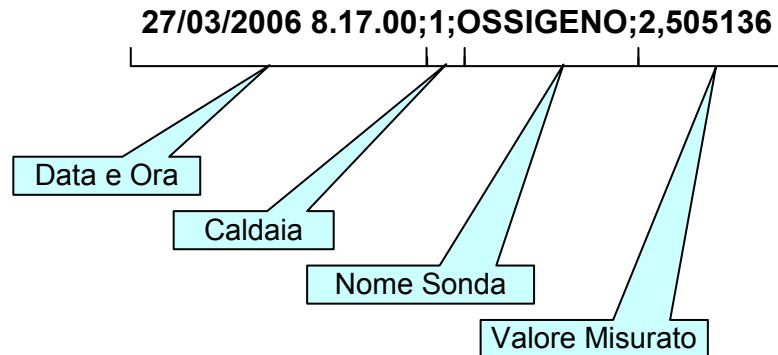 27/03/2006 8.17.00;1;OSSIGENO;2,505136
Data e Ora
Caldaia
Nome Sonda
Valore Misurato